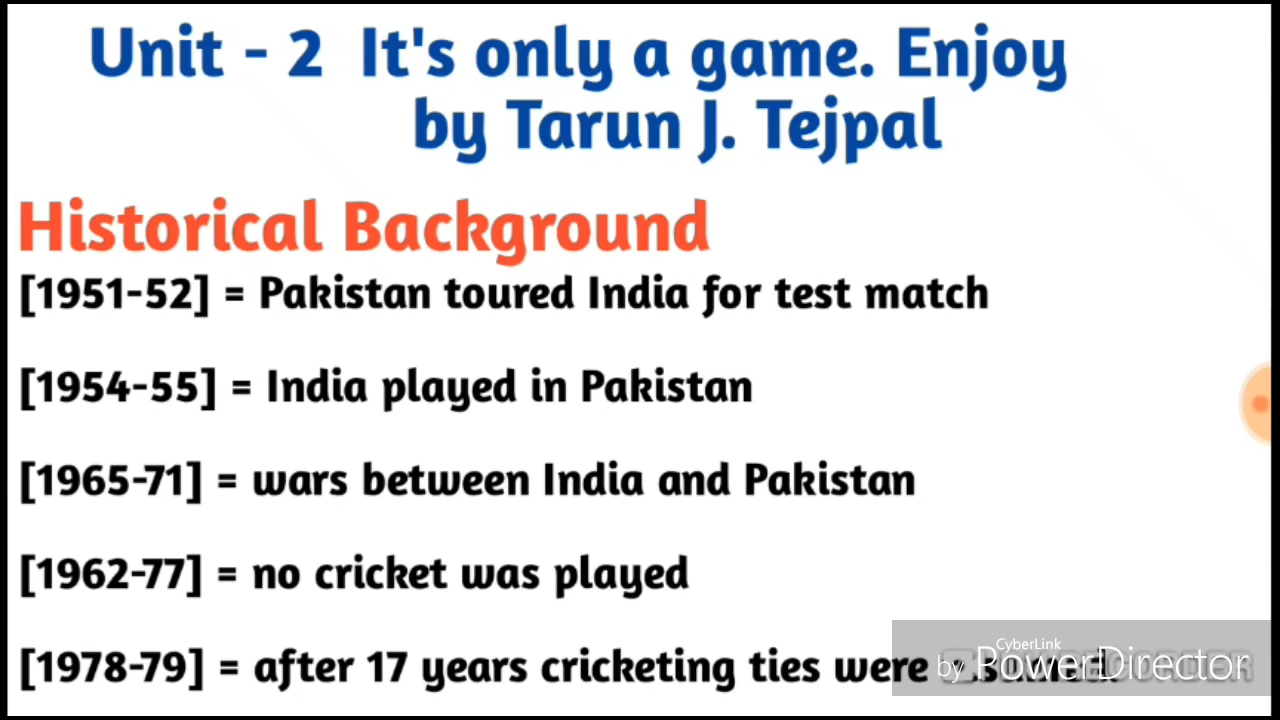 Unit - 2 It's only a game. Enjoy
by Tarun J. Tejpal
Historical Background
[1951-52] = Pakistan toured India for test match
[1954-55] = India played in Pakistan
[1965-71] = wars between India and Pakistan
[1962-77] = no cricket was played
[1978-79] = after 17 years cricketing ties were
CyberLink
by PowerDirector